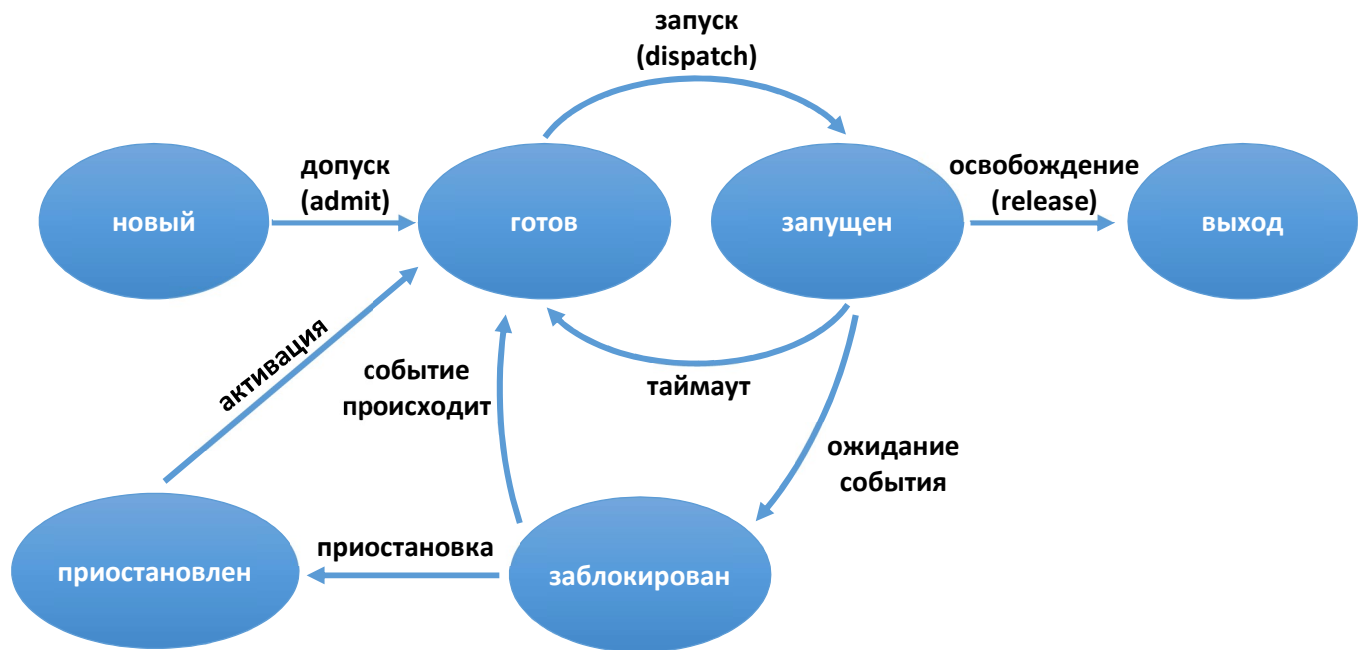 запуск
(dispatch)
допуск
(admit)
освобождение
(release)
новый
готов
запущен
выход
активация
событие
происходит
таймаут
ожидание
события
приостановка
приостановлен
заблокирован